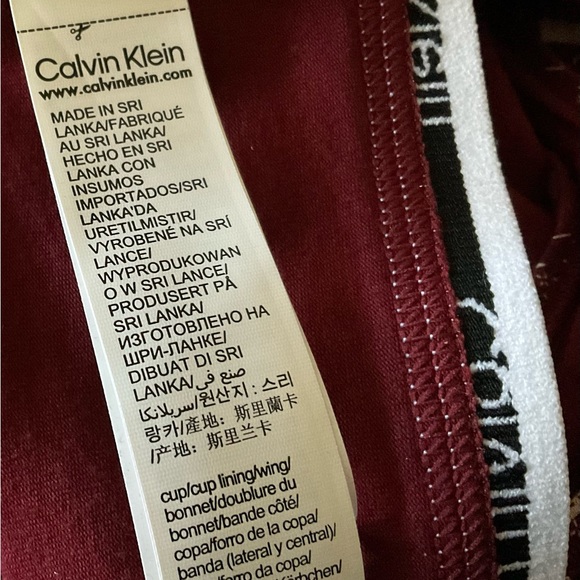 Calvin Klein
www.calvinklein.com
MADE IN SRI
LANKA/FABRIQUÉ
AU SRI LANKA/
HECHO EN SRI
LANKA CON
INSUMOS
IMPORTADOS/SRI
LANKA'DA
URETILMISTIR/
VYROBENÉ NA SRÍ
LANCE/
WYPRODUKOWAN
O W SRI LANCE/
PRODUSERT PÅ
SRI LANKA/
ИЗГОТОВЛЕНО НА
ШРИ-ЛАНКЕ/
DIBUAT DI SRI
LANKA/صنع في
سريلانكا/원산지 : 스리
랑카/產地：斯里蘭卡
/产地：斯里兰卡
cup/cup lining/wing/
bonnet/doublure du
bonnet/bande côté/
copa/forro de la copa/
banda (lateral y central)/
copa/forro da copa/